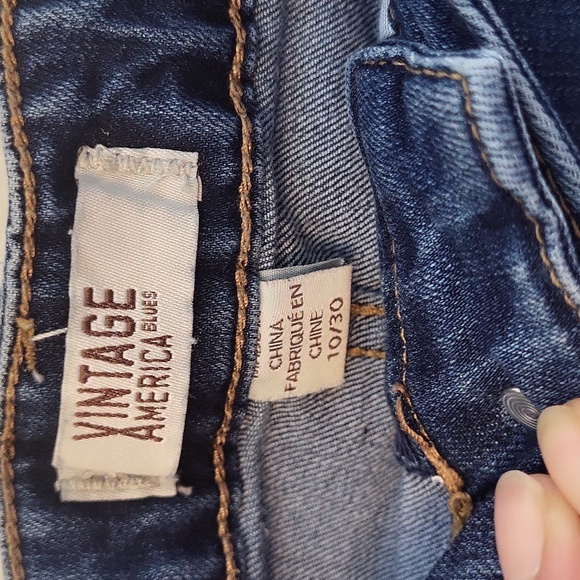 VINTAGE
AMERICA BLUES
CHINA
FABRIQUÉ EN
CHINE
10/30